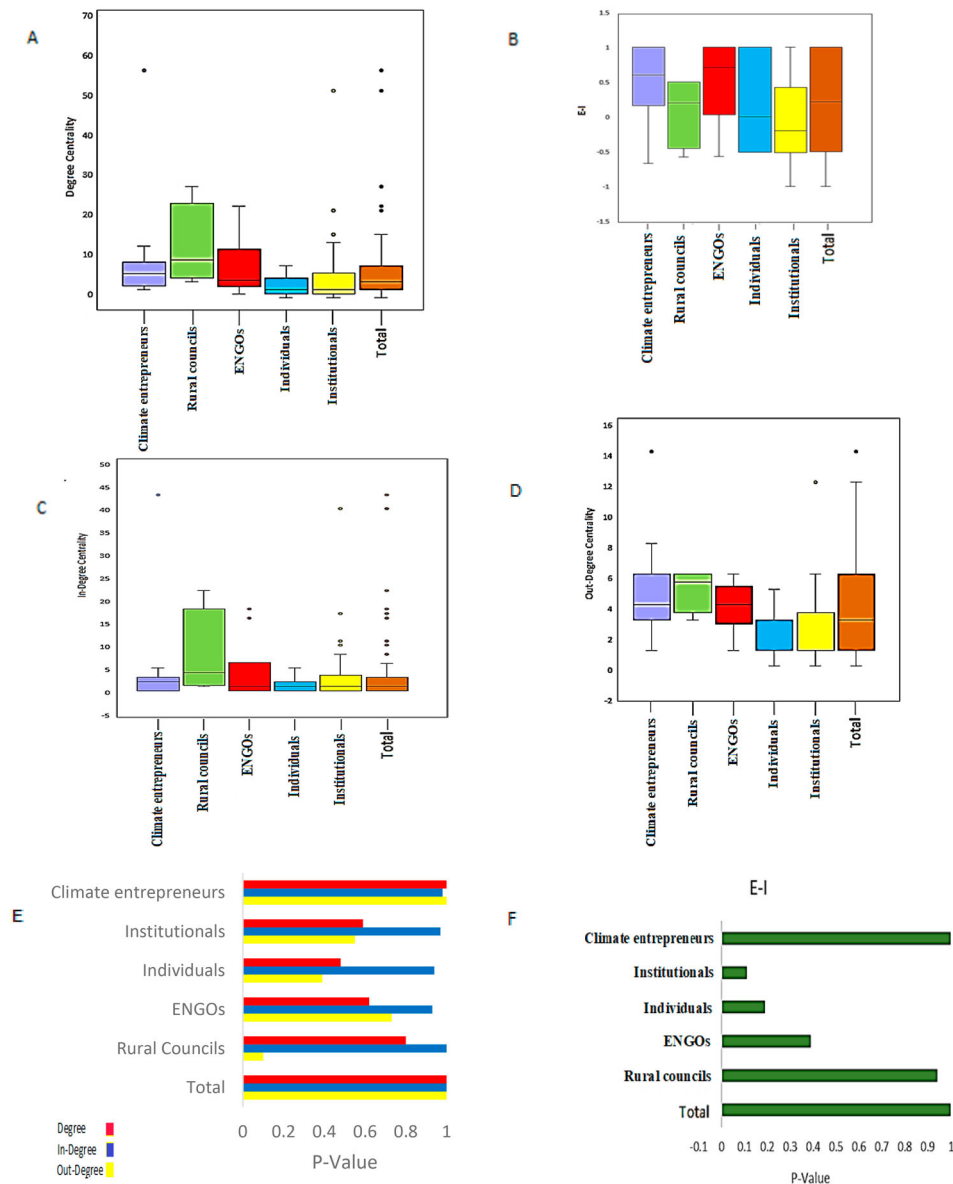 A
Degree Centrality
70
60
50
40
30
20
10
0
Climate entrepreneurs
Rural councils
ENGOs
Individuals
Institutionals
Total
B
E-I
1.5
1
0.5
0
-0.5
-1
-1.5
Climate entrepreneurs
Rural councils
ENGOs
Individuals
Institutionals
Total
C
In-Degree Centrality
50
45
40
35
30
25
20
15
10
5
0
-5
Climate entrepreneurs
Rural councils
ENGOs
Individuals
Institutionals
Total
D
Out-Degree Centrality
16
14
12
10
8
6
4
2
0
-2
Climate entrepreneurs
Rural councils
ENGOs
Individuals
Institutionals
Total
E
Climate entrepreneurs
Institutionals
Individuals
ENGOs
Rural Councils
Total
0 0.2 0.4 0.6 0.8 1
P-Value
Degree
In-Degree
Out-Degree
F
E-I
Climate entrepreneurs
Institutionals
Individuals
ENGOs
Rural councils
Total
-0.1 0 0.1 0.2 0.3 0.4 0.5 0.6 0.7 0.8 0.9 1
P-Value